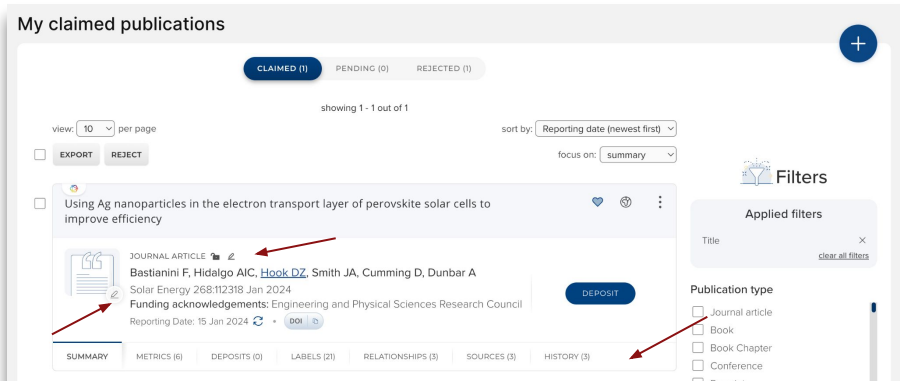 My claimed publications
+
CLAIMED (1) PENDING (0) REJECTED (1)
showing 1 - 1 out of 1
view: 10 per page sort by: Reporting date (newest first)
EXPORT REJECT focus on: summary
Filters
Using Ag nanoparticles in the electron transport layer of perovskite solar cells to
improve efficiency
Applied filters
Title ×
clear all filters
JOURNAL ARTICLE
Bastianini F, Hidalgo AIC, Hook DZ, Smith JA, Cumming D, Dunbar A
Solar Energy 268:112318 Jan 2024
Funding acknowledgements: Engineering and Physical Sciences Research Council
Reporting Date: 15 Jan 2024 • DOI
DEPOSIT
Publication type
Journal article
Book
Book Chapter
Conference
SUMMARY METRICS (6) DEPOSITS (0) LABELS (21) RELATIONSHIPS (3) SOURCES (3) HISTORY (3)